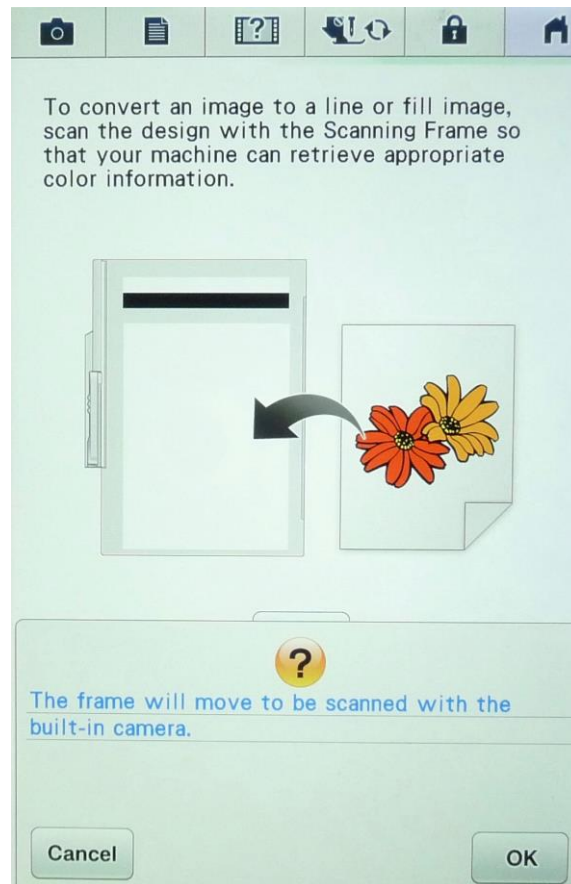 To convert an image to a line or fill image,
scan the design with the Scanning Frame so
that your machine can retrieve appropriate
color information.
The frame will move to be scanned with the
built-in camera.
Cancel
OK